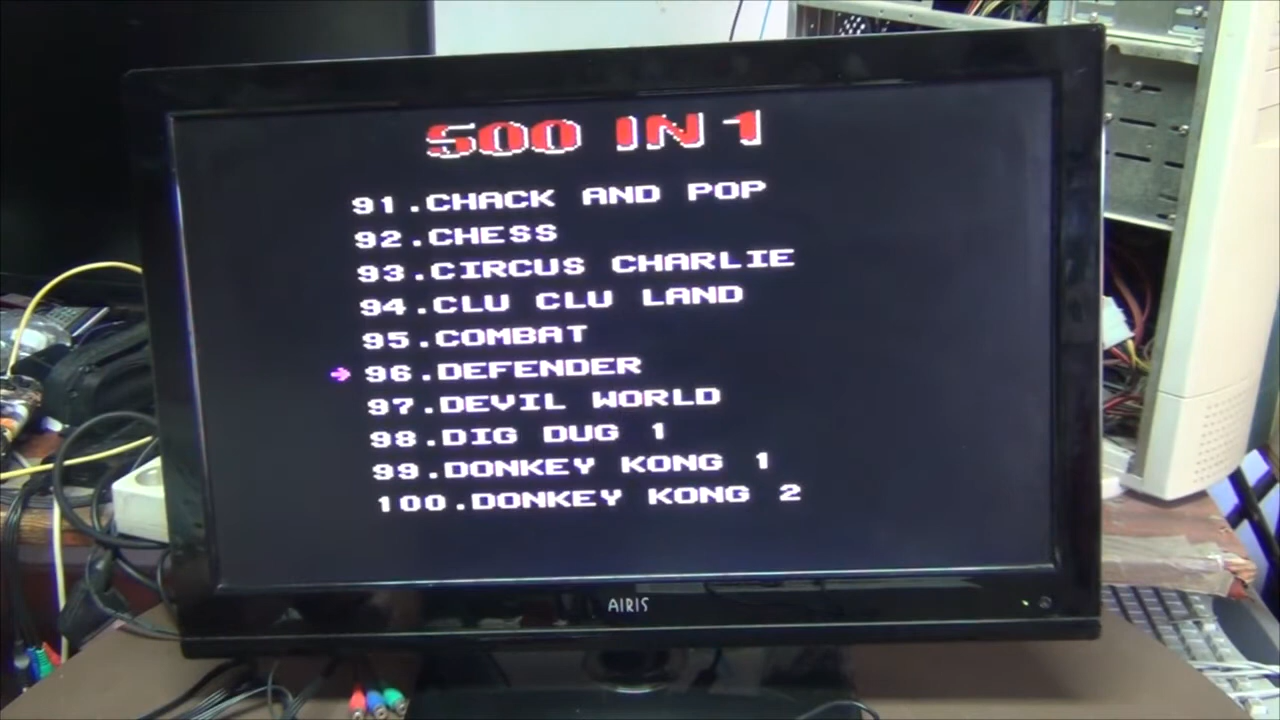 500 IN 1
91.CHACK AND POP
92.CHESS
93.CIRCUS CHARLIE
94.CLU CLU LAND
95.COMBAT
96.DEFENDER
97.DEVIL WORLD
98.DIG DUG 1
99.DONKEY KONG 1
100.DONKEY KONG 2
AIRIS